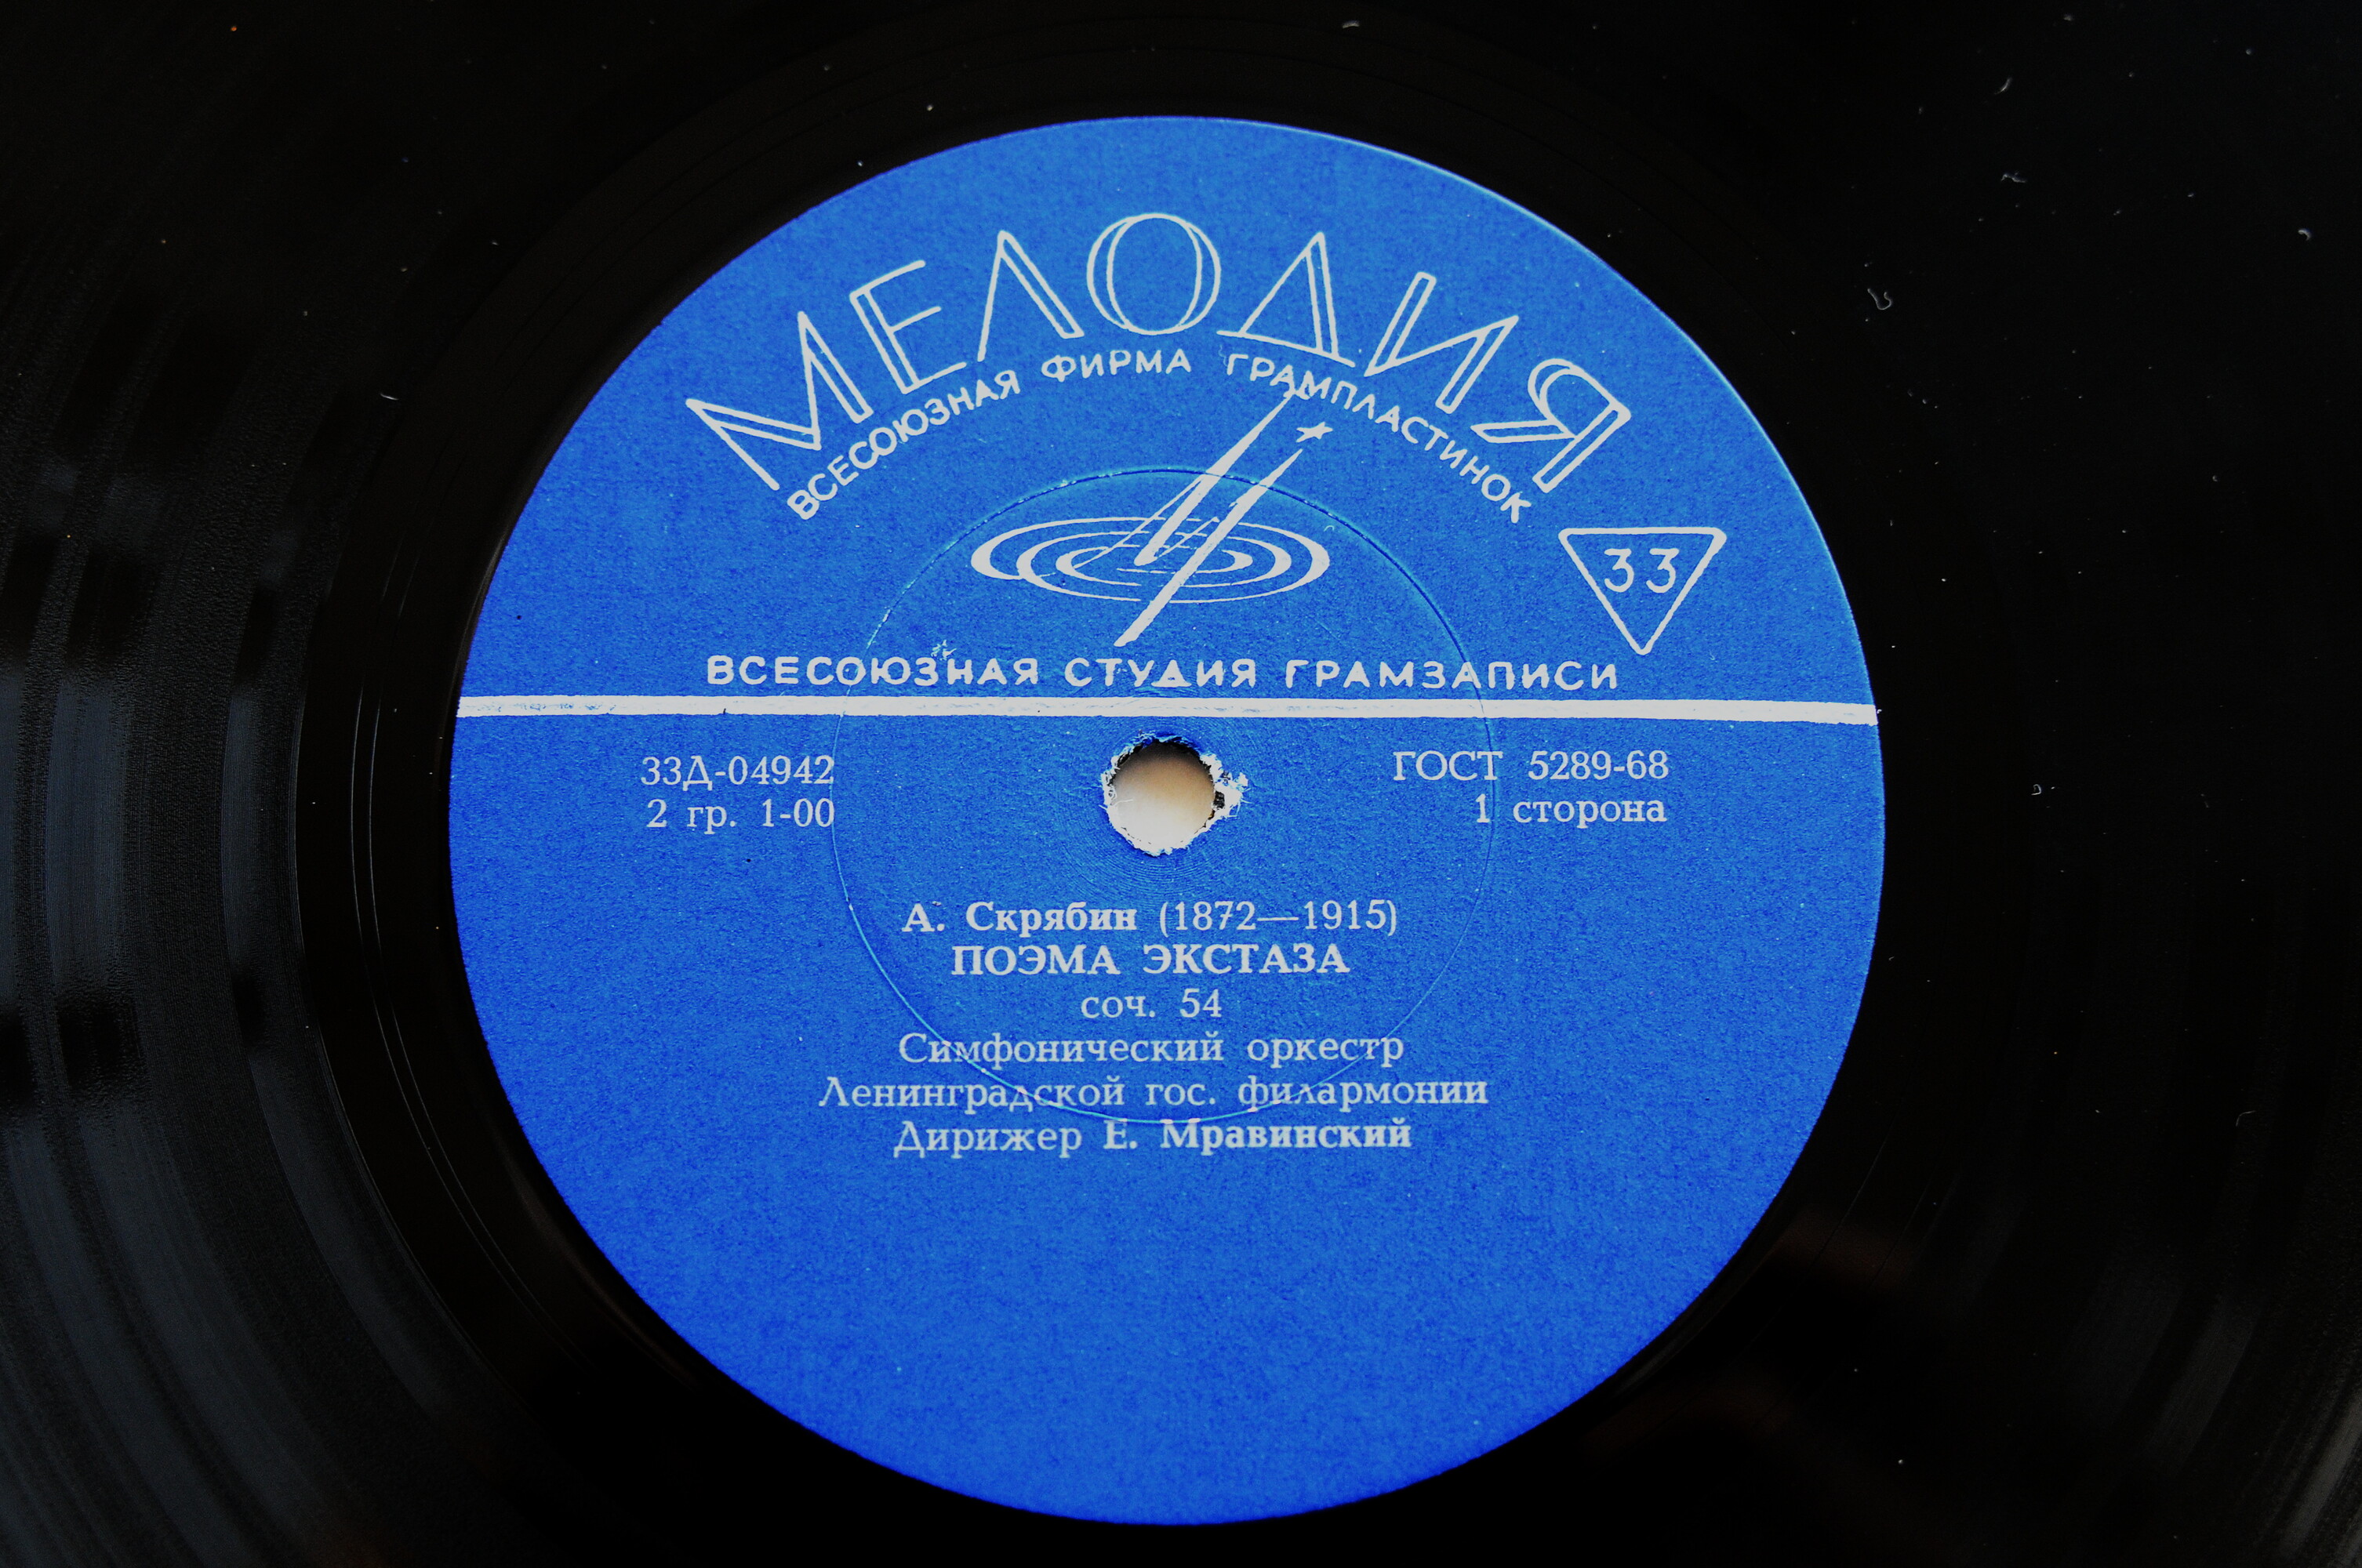 МЕЛОДИЯ
ВСЕСОЮЗНАЯ ФИРМА ГРАМПЛАСТИНОК
33
ВСЕСОЮЗНАЯ СТУДИЯ ГРАМЗАПИСИ
33Д-04942
2 гр. 1-00
ГОСТ 5289-68
1 сторона
А. Скрябин (1872—1915)
ПОЭМА ЭКСТАЗА
соч. 54
Симфонический оркестр
Ленинградской гос. филармонии
Дирижер Е. Мравинский